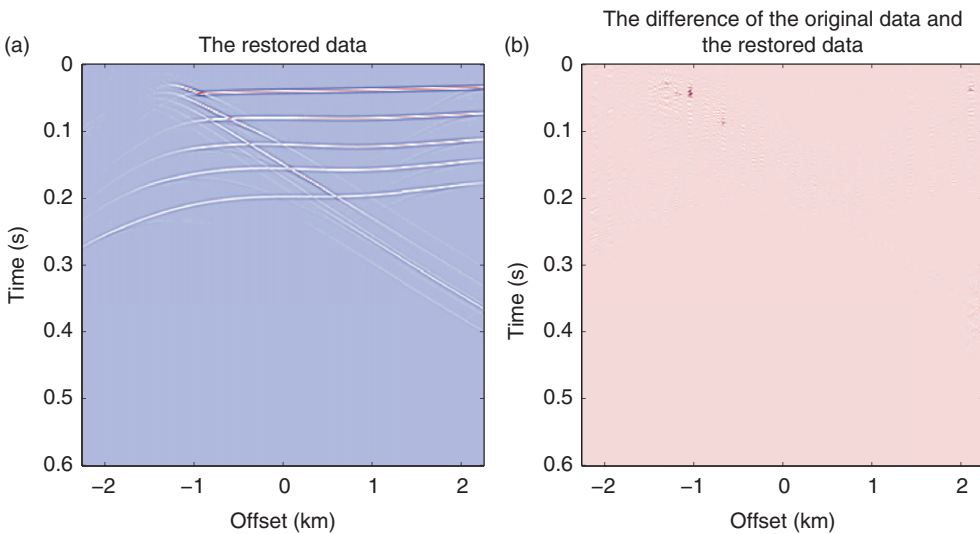 (a)
The restored data
0
0.1
0.2
0.3
0.4
0.5
0.6
Time (s)
−2
−1
0
1
2
Offset (km)
(b)
The difference of the original data and
the restored data
0
0.1
0.2
0.3
0.4
0.5
0.6
Time (s)
−2
−1
0
1
2
Offset (km)